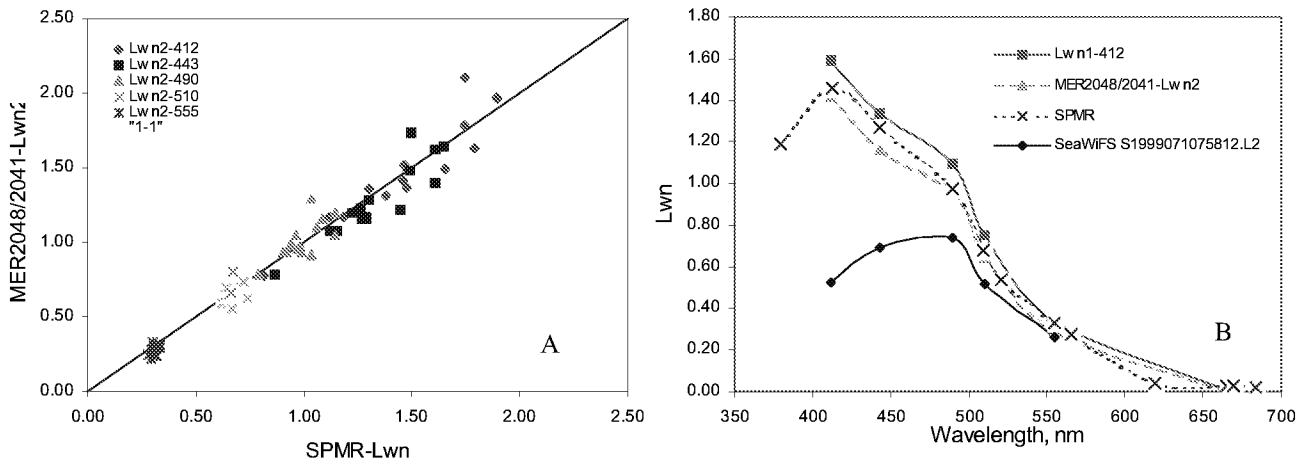 2.50
2.00
1.50
1.00
0.50
0.00
MER2048/2041-Lwn2
Lwn2-412
Lwn2-443
Lwn2-490
Lwn2-510
Lwn2-555
"1-1"
A
0.00 0.50 1.00 1.50 2.00 2.50
SPMR-Lwn
1.80
1.60
1.40
1.20
1.00
0.80
0.60
0.40
0.20
0.00
Lwn
Lwn1-412
MER2048/2041-Lwn2
SPMR
SeaWiFS S1999071075812.L2
B
350 400 450 500 550 600 650 700
Wavelength, nm